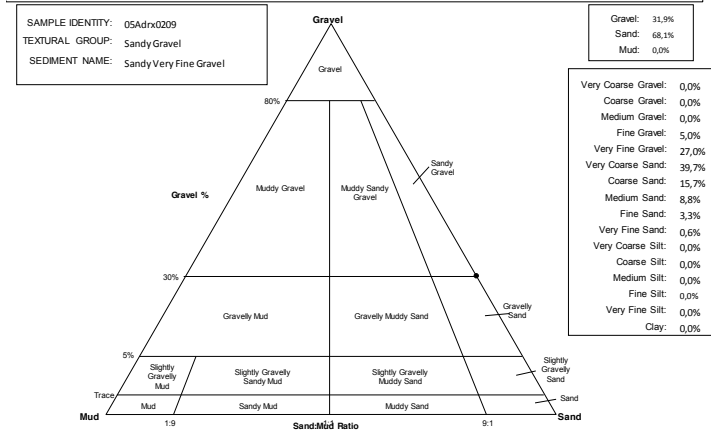 SAMPLE IDENTITY: 05Adrx0209
TEXTURAL GROUP: Sandy Gravel
SEDIMENT NAME: Sandy Very Fine Gravel
Gravel: 31,9%
Sand: 68,1%
Mud: 0,0%
Very Coarse Gravel: 0,0%
Coarse Gravel: 0,0%
Medium Gravel: 0,0%
Fine Gravel: 5,0%
Very Fine Gravel: 27,0%
Very Coarse Sand: 39,7%
Coarse Sand: 15,7%
Medium Sand: 8,8%
Fine Sand: 3,3%
Very Fine Sand: 0,6%
Very Coarse Silt: 0,0%
Coarse Silt: 0,0%
Medium Silt: 0,0%
Fine Silt: 0,0%
Very Fine Silt: 0,0%
Clay: 0,0%
Gravel
Gravel
80%
Sandy
Gravel
Muddy Gravel
Muddy Sandy
Gravel
Gravel %
30%
Gravelly Mud
Gravelly Muddy Sand
Gravelly
Sand
5%
Slightly
Gravelly
Mud
Slightly Gravelly
Sandy Mud
Slightly Gravelly
Muddy Sand
Slightly
Gravelly
Sand
Trace
Mud
Sandy Mud
Muddy Sand
Sand
Mud
1:9
1:1
9:1
Sand
Sand:Mud Ratio